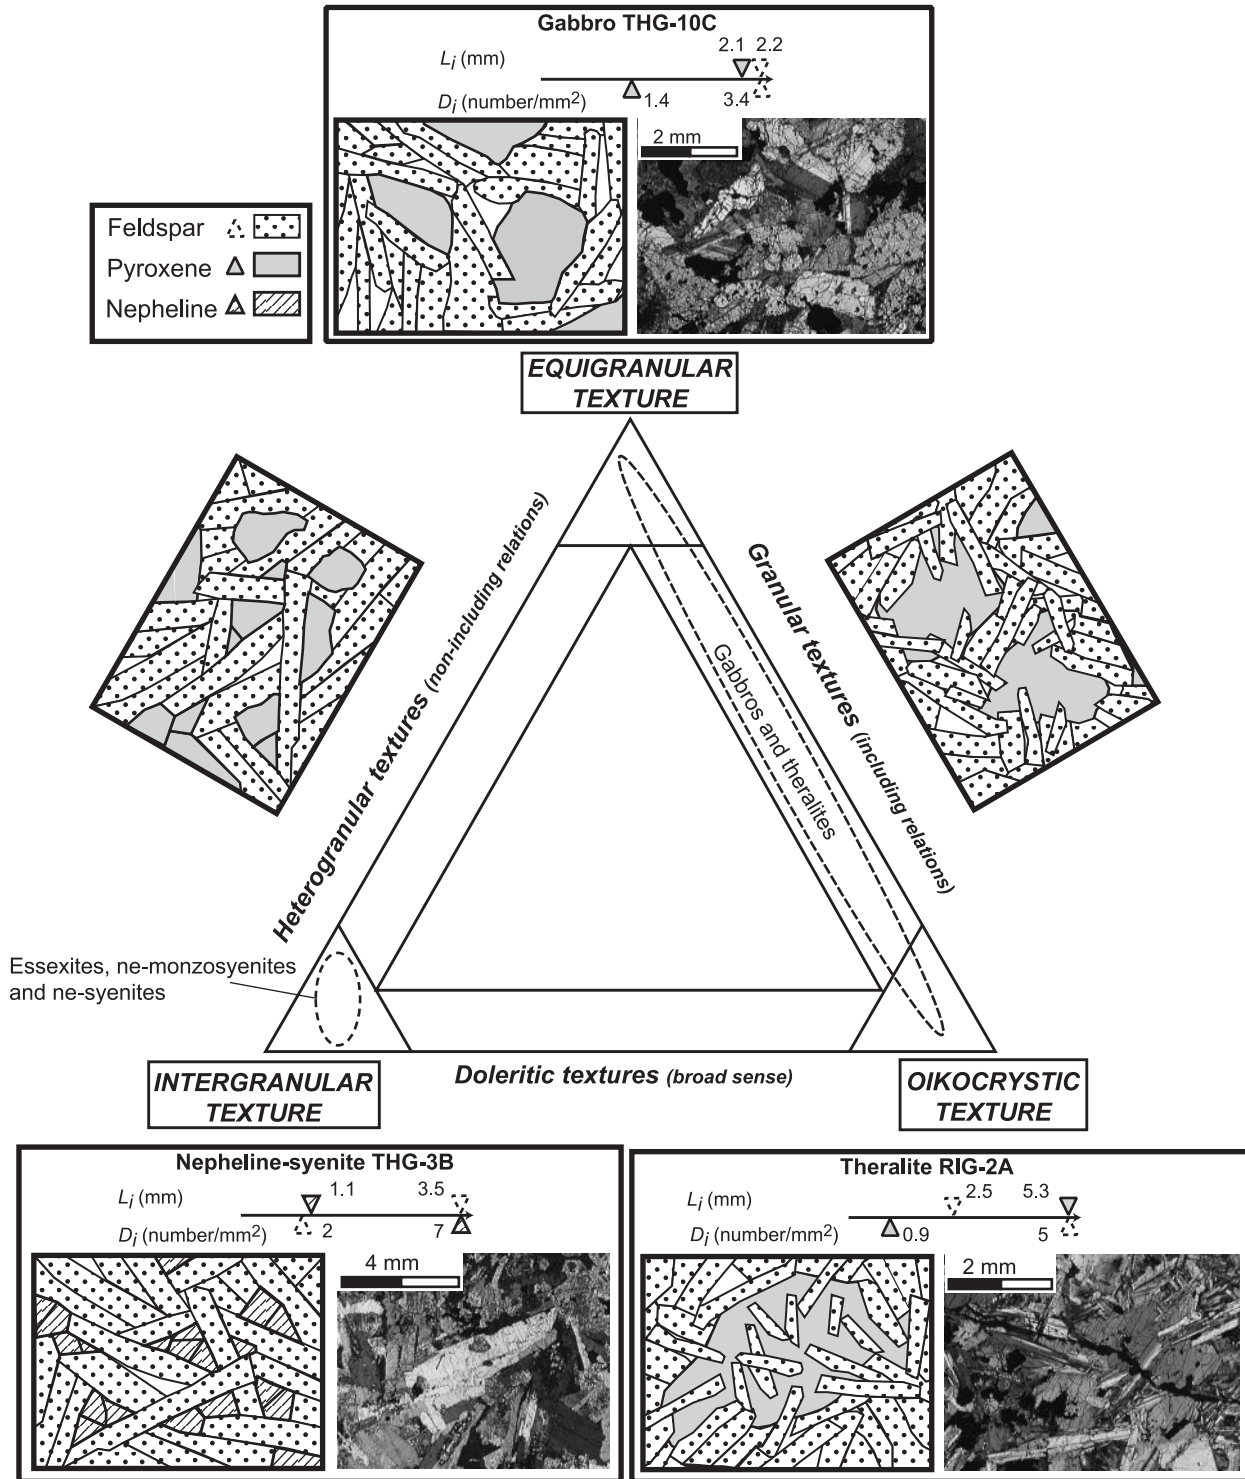 Gabbro THG-10C
2.1 2.2
Li (mm)
Di (number/mm2)
1.4 3.4
2 mm
Feldspar
Pyroxene
Nepheline
EQUIGRANULAR
TEXTURE
Heterogranular textures (non-including relations)
Granular textures (including relations)
Gabbros and theralites
Essexites, ne-monzosyenites
and ne-syenites
INTERGRANULAR
TEXTURE
Doleritic textures (broad sense)
OIKOCRYSTIC
TEXTURE
Nepheline-syenite THG-3B
Li (mm) 1.1 3.5
Di (number/mm2) 2 7
4 mm
Theralite RIG-2A
Li (mm) 2.5 5.3
Di (number/mm2) 0.9 5
2 mm